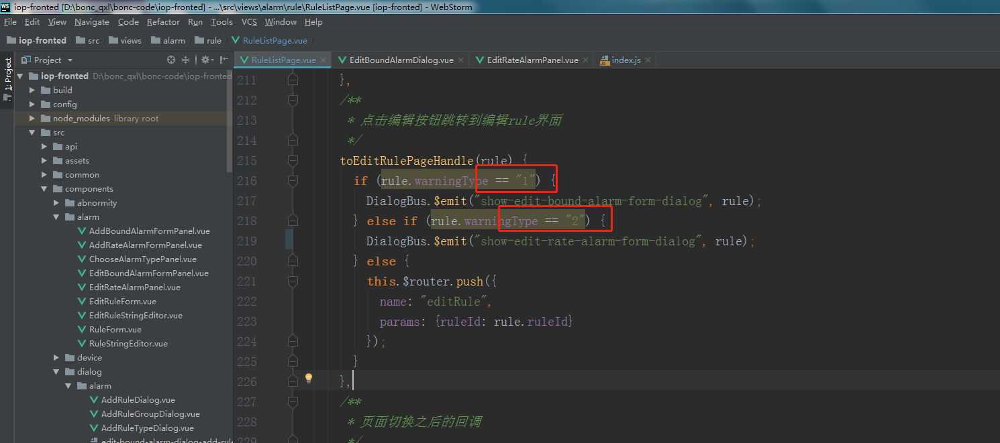 WS iop-fronted [D:\bonc_qxl\bonc-code\iop-fronted] - ...\src\views\alarm\rule\RuleListPage.vue [iop-fronted] - WebStorm
File Edit View Navigate Code Refactor Run Tools VCS Window Help
iop-fronted src views alarm rule RuleListPage.vue
1: Project
Project
iop-fronted D:\bonc_qxl\bonc-code\iop-fronted
build
config
node_modules library root
src
api
assets
common
components
abnormity
alarm
AddBoundAlarmFormPanel.vue
AddRateAlarmFormPanel.vue
ChooseAlarmTypePanel.vue
EditBoundAlarmFormPanel.vue
EditRateAlarmPanel.vue
EditRuleForm.vue
EditRuleStringEditor.vue
RuleForm.vue
RuleStringEditor.vue
device
dialog
alarm
AddRuleDialog.vue
AddRuleGroupDialog.vue
AddRuleTypeDialog.vue
edit-bound-alarm-dialog-add-rule
RuleListPage.vue EditBoundAlarmDialog.vue EditRateAlarmPanel.vue JS index.js
211 },
212 /**
213 * 点击编辑按钮跳转到编辑rule界面
214 */
215 toEditRulePageHandle(rule) {
216 if (rule.warningType == "1") {
217 DialogBus.$emit("show-edit-bound-alarm-form-dialog", rule);
218 } else if (rule.warningType == "2") {
219 DialogBus.$emit("show-edit-rate-alarm-form-dialog", rule);
220 } else {
221 this.$router.push({
222 name: "editRule",
223 params: {ruleId: rule.ruleId}
224 });
225 }
226 },
227 /**
228 * 页面切换之后的回调
229 */